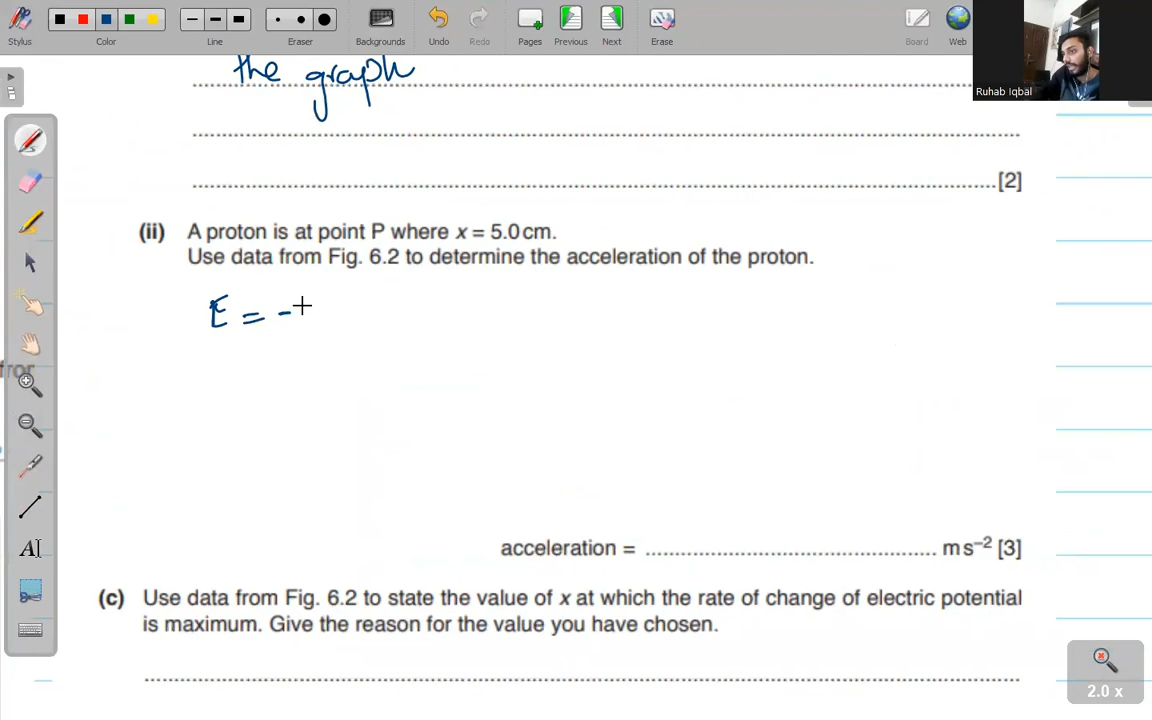 Stylus
Color
Line
Eraser
Backgrounds
Undo
Redo
Pages
Previous
Next
Erase
Board
Web
Ruhab Iqbal
the graph
[2]
(ii) A proton is at point P where x = 5.0 cm.
Use data from Fig. 6.2 to determine the acceleration of the proton.
E = -
fror
acceleration = ........................................ m s⁻² [3]
(c) Use data from Fig. 6.2 to state the value of x at which the rate of change of electric potential
is maximum. Give the reason for the value you have chosen.
2.0 x